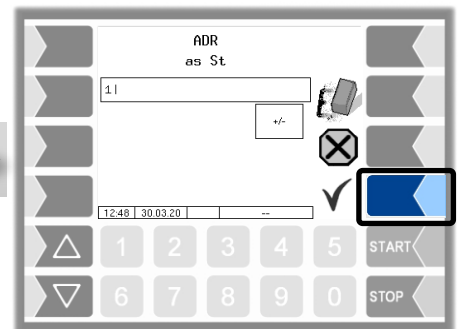 ADR
as St
1|
+/-
12:48 30.03.20 --
1 2 3 4 5 START
6 7 8 9 0 STOP